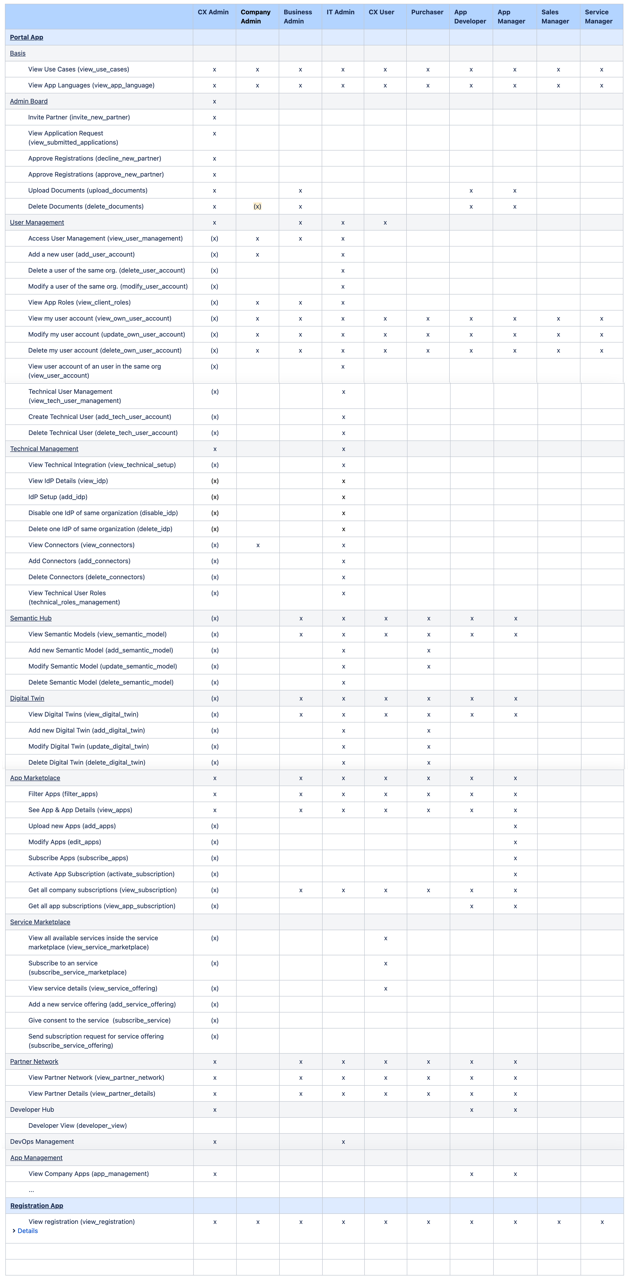 CX Admin Company Business IT Admin CX User Purchaser App App Sales Service
Admin Admin Developer Manager Manager Manager
Portal App
Basis
View Use Cases (view_use_cases) x x x x x x x x x x
View App Languages (view_app_language) x x x x x x x x x x
Admin Board x
Invite Partner (invite_new_partner) x
View Application Request x
(view_submitted_applications)
Approve Registrations (decline_new_partner) x
Approve Registrations (approve_new_partner) x
Upload Documents (upload_documents) x x x x
Delete Documents (delete_documents) x (x) x x x
User Management x x x x
Access User Management (view_user_management) (x) x x x
Add a new user (add_user_account) (x) x x
Delete a user of the same org. (delete_user_account) (x) x
Modify a user of the same org. (modify_user_account) (x) x
View App Roles (view_client_roles) (x) x x x
View my user account (view_own_user_account) (x) x x x x x x x x x
Modify my user account (update_own_user_account) (x) x x x x x x x x x
Delete my user account (delete_own_user_account) (x) x x x x x x x x x
View user account of an user in the same org (x) x
(view_user_account)
Technical User Management (x) x
(view_tech_user_management)
Create Technical User (add_tech_user_account) (x) x
Delete Technical User (delete_tech_user_account) (x) x
Technical Management x x
View Technical Integration (view_technical_setup) (x) x
View IdP Details (view_idp) (x) x
IdP Setup (add_idp) (x) x
Disable one IdP of same organization (disable_idp) (x) x
Delete one IdP of same organization (delete_idp) (x) x
View Connectors (view_connectors) (x) x x
Add Connectors (add_connectors) (x) x
Delete Connectors (delete_connectors) (x) x
View Technical User Roles (x) x
(technical_roles_management)
Semantic Hub (x) x x x x x x
View Semantic Models (view_semantic_model) (x) x x x x x x
Add new Semantic Model (add_semantic_model) (x) x x
Modify Semantic Model (update_semantic_model) (x) x x
Delete Semantic Model (delete_semantic_model) (x) x
Digital Twin (x) x x x x x x
View Digital Twins (view_digital_twin) (x) x x x x x x
Add new Digital Twin (add_digital_twin) (x) x x
Modify Digital Twin (update_digital_twin) (x) x x
Delete Digital Twin (delete_digital_twin) (x) x x
App Marketplace x x x x x x x
Filter Apps (filter_apps) x x x x x x x
See App & App Details (view_apps) x x x x x x x
Upload new Apps (add_apps) (x) x
Modify Apps (edit_apps) (x) x
Subscribe Apps (subscribe_apps) (x) x
Activate App Subscription (activate_subscription) (x) x
Get all company subscriptions (view_subscription) (x) x x x x x x
Get all app subscriptions (view_app_subscription) (x) x x
Service Marketplace
View all available services inside the service (x) x
marketplace (view_service_marketplace)
Subscribe to an service (x) x
(subscribe_service_marketplace)
View service details (view_service_offering) (x) x
Add a new service offering (add_service_offering) (x)
Give consent to the service (subscribe_service) (x)
Send subscription request for service offering (x)
(subscribe_service_offering)
Partner Network x x x x x x x
View Partner Network (view_partner_network) x x x x x x x
View Partner Details (view_partner_details) x x x x x x x
Developer Hub x x x
Developer View (developer_view)
DevOps Management x x
App Management
View Company Apps (app_management) x x x
...
Registration App
View registration (view_registration) x x x x x x x x x x
> Details